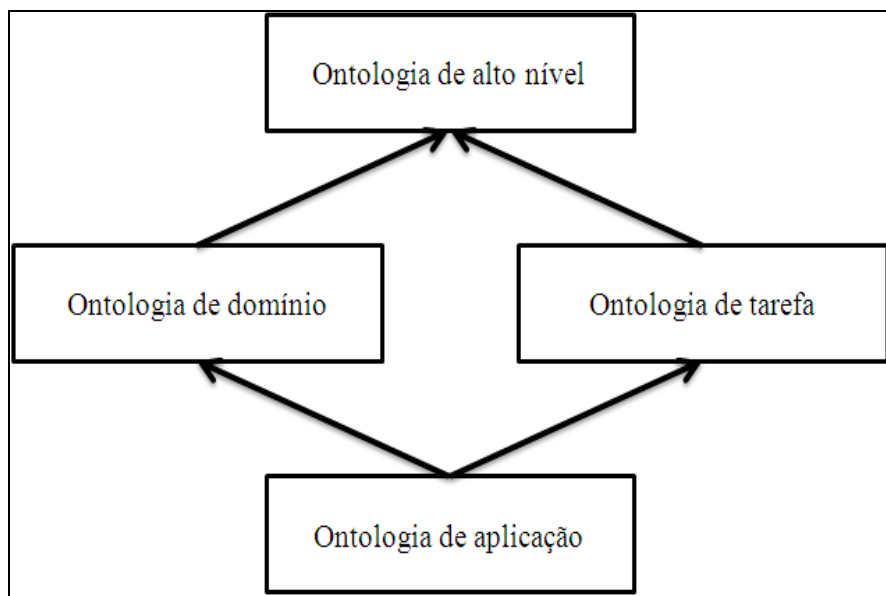 Ontologia de alto nível
Ontologia de domínio
Ontologia de tarefa
Ontologia de aplicação